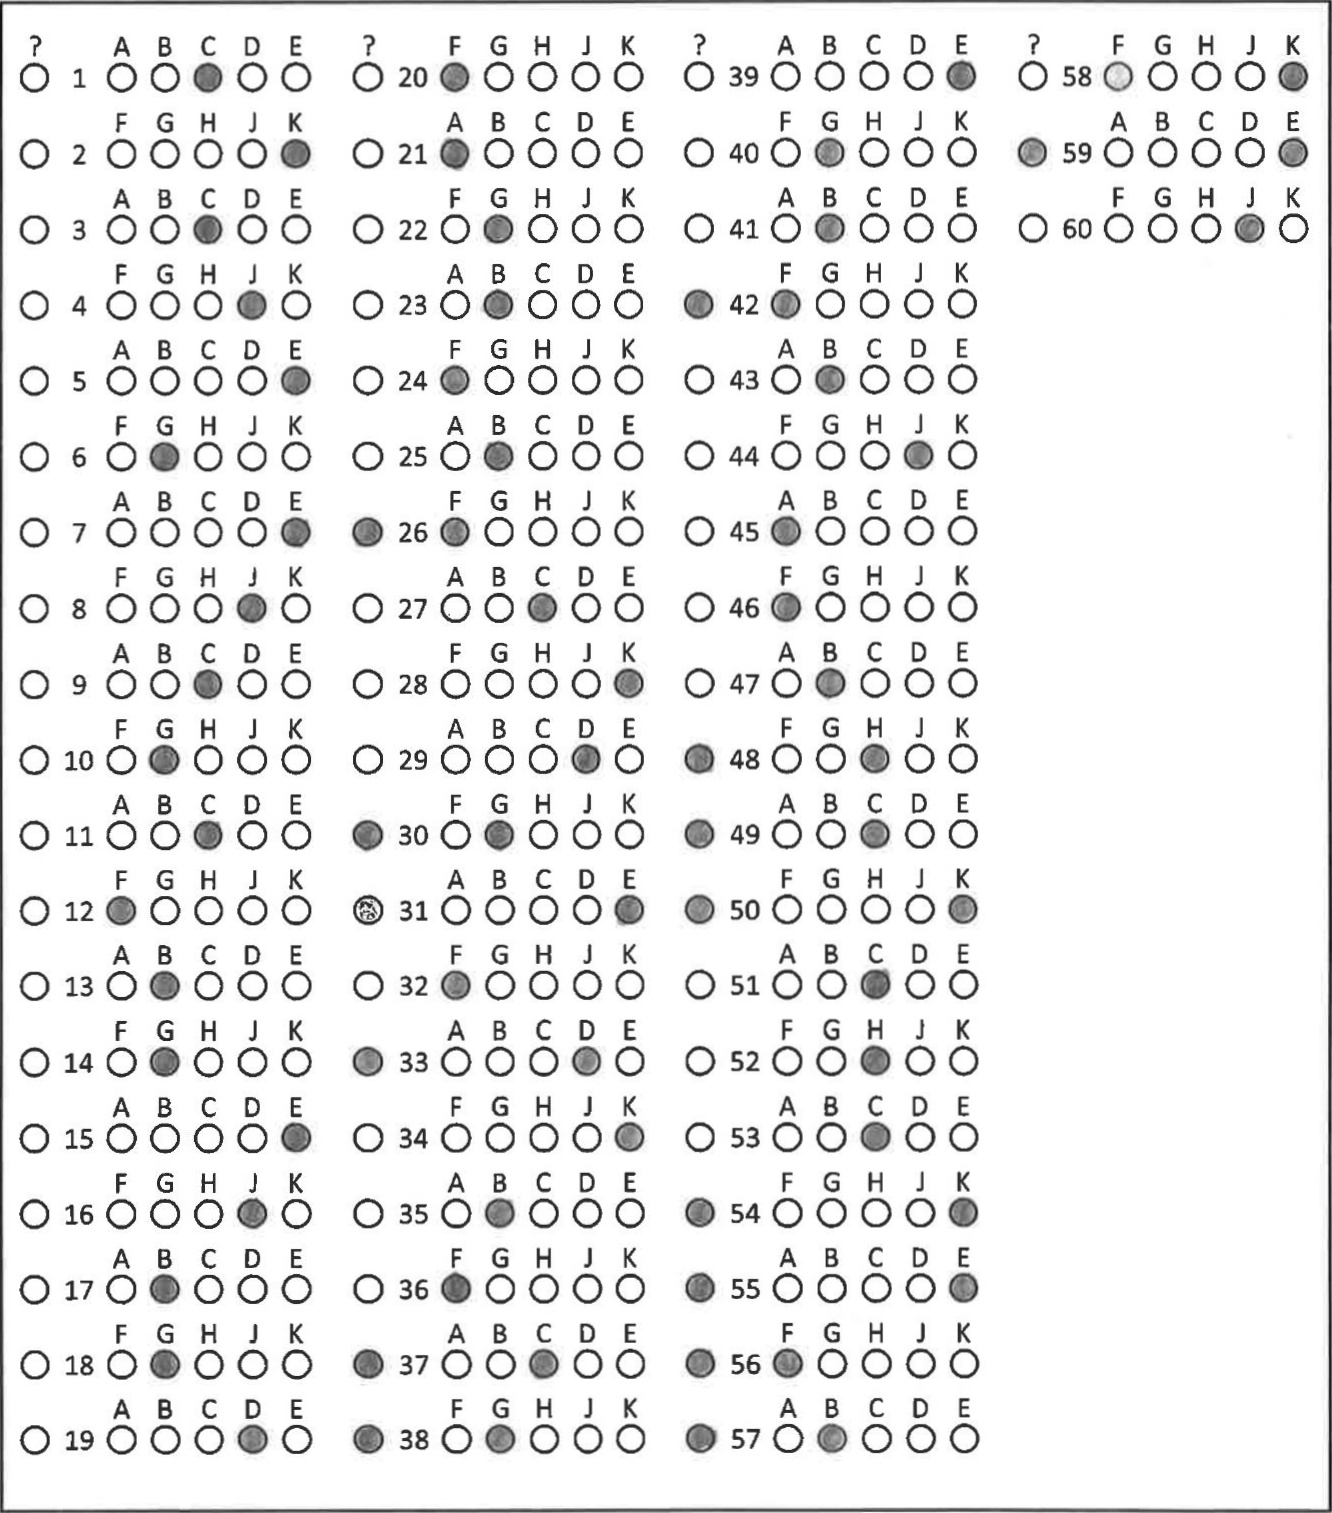 ? A B C D E ? F G H J K ? A B C D E ? F G H J K
1 20 39 58
F G H J K A B C D E F G H J K A B C D E
2 21 40 59
A B C D E F G H J K A B C D E F G H J K
3 22 41 60
F G H J K A B C D E F G H J K
4 23 42
A B C D E F G H J K A B C D E
5 24 43
F G H J K A B C D E F G H J K
6 25 44
A B C D E F G H J K A B C D E
7 26 45
F G H J K A B C D E F G H J K
8 27 46
A B C D E F G H J K A B C D E
9 28 47
F G H J K A B C D E F G H J K
10 29 48
A B C D E F G H J K A B C D E
11 30 49
F G H J K A B C D E F G H J K
12 31 50
A B C D E F G H J K A B C D E
13 32 51
F G H J K A B C D E F G H J K
14 33 52
A B C D E F G H J K A B C D E
15 34 53
F G H J K A B C D E F G H J K
16 35 54
A B C D E F G H J K A B C D E
17 36 55
F G H J K A B C D E F G H J K
18 37 56
A B C D E F G H J K A B C D E
19 38 57